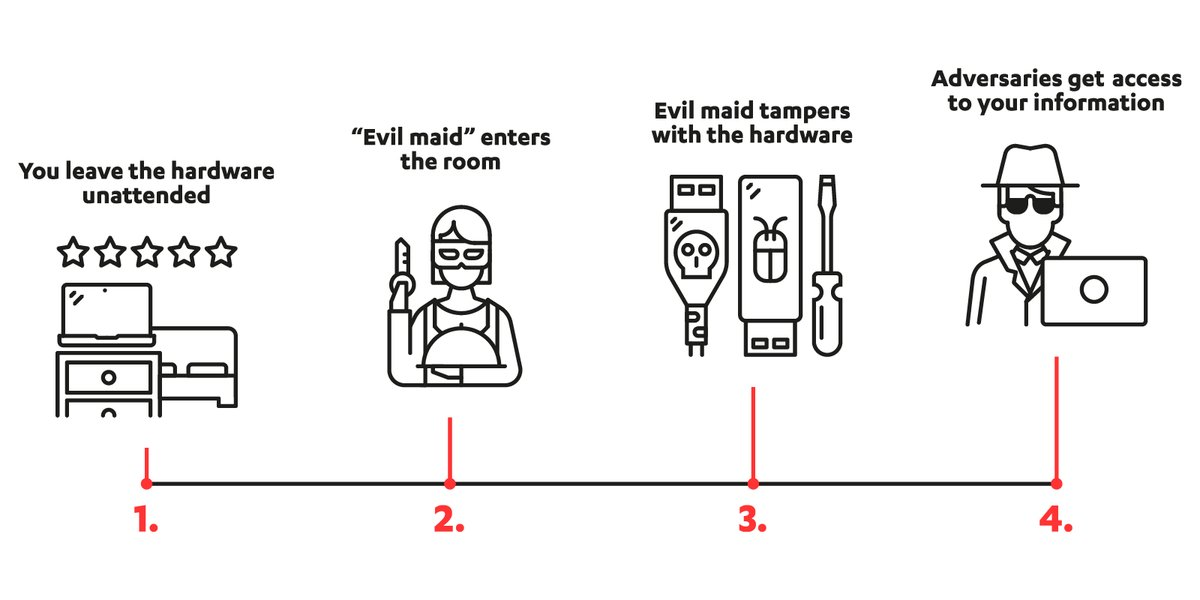 You leave the hardware
unattended
“Evil maid” enters
the room
Evil maid tampers
with the hardware
Adversaries get access
to your information
1.
2.
3.
4.